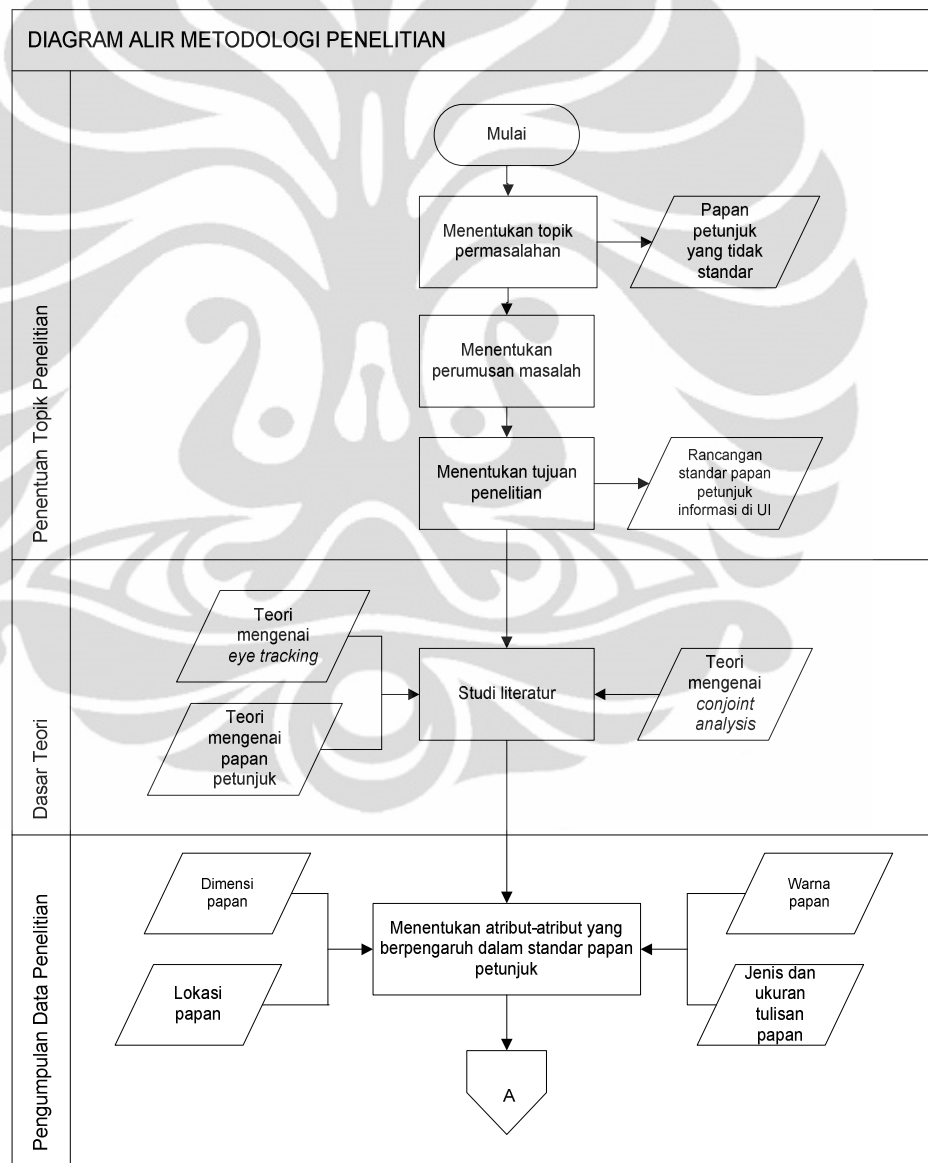 DIAGRAM ALIR METODOLOGI PENELITIAN
Penentuan Topik Penelitian
Mulai
Menentukan topik
permasalahan
Papan
petunjuk
yang tidak
standar
Menentukan
perumusan masalah
Menentukan tujuan
penelitian
Rancangan
standar papan
petunjuk
informasi di UI
Dasar Teori
Teori
mengenai
eye tracking
Teori
mengenai
papan
petunjuk
Studi literatur
Teori
mengenai
conjoint
analysis
Pengumpulan Data Penelitian
Dimensi
papan
Lokasi
papan
Menentukan atribut-atribut yang
berpengaruh dalam standar papan
petunjuk
Warna
papan
Jenis dan
ukuran
tulisan
papan
A